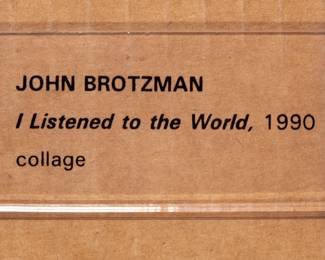 JOHN BROTZMAN
I Listened to the World, 1990
collage